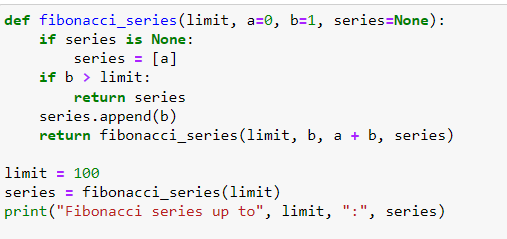 def fibonacci_series(limit, a=0, b=1, series=None):
    if series is None:
        series = [a]
    if b > limit:
        return series
    series.append(b)
    return fibonacci_series(limit, b, a + b, series)

limit = 100
series = fibonacci_series(limit)
print("Fibonacci series up to", limit, ":", series)